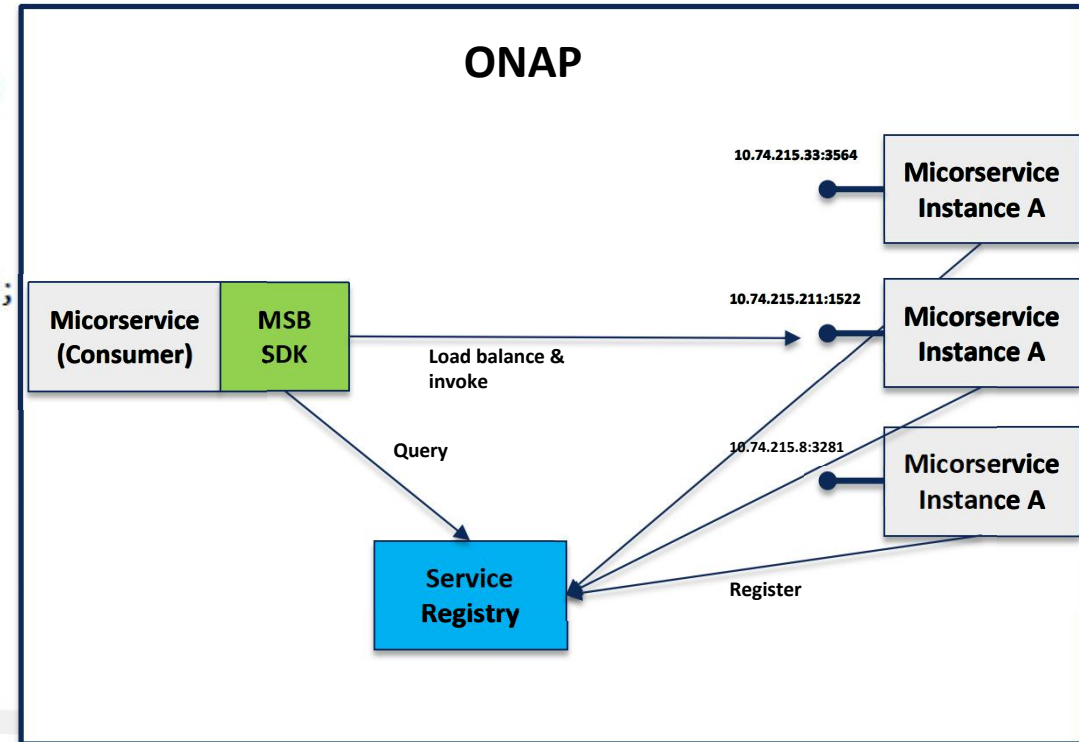 ONAP
10.74.215.33:3564
Micorservice
Instance A
;
10.74.215.211:1522
Micorservice
Instance A
Micorservice
(Consumer)
MSB
SDK
Load balance &
invoke
Query
10.74.215.8:3281
Micorservice
Instance A
Service
Registry
Register